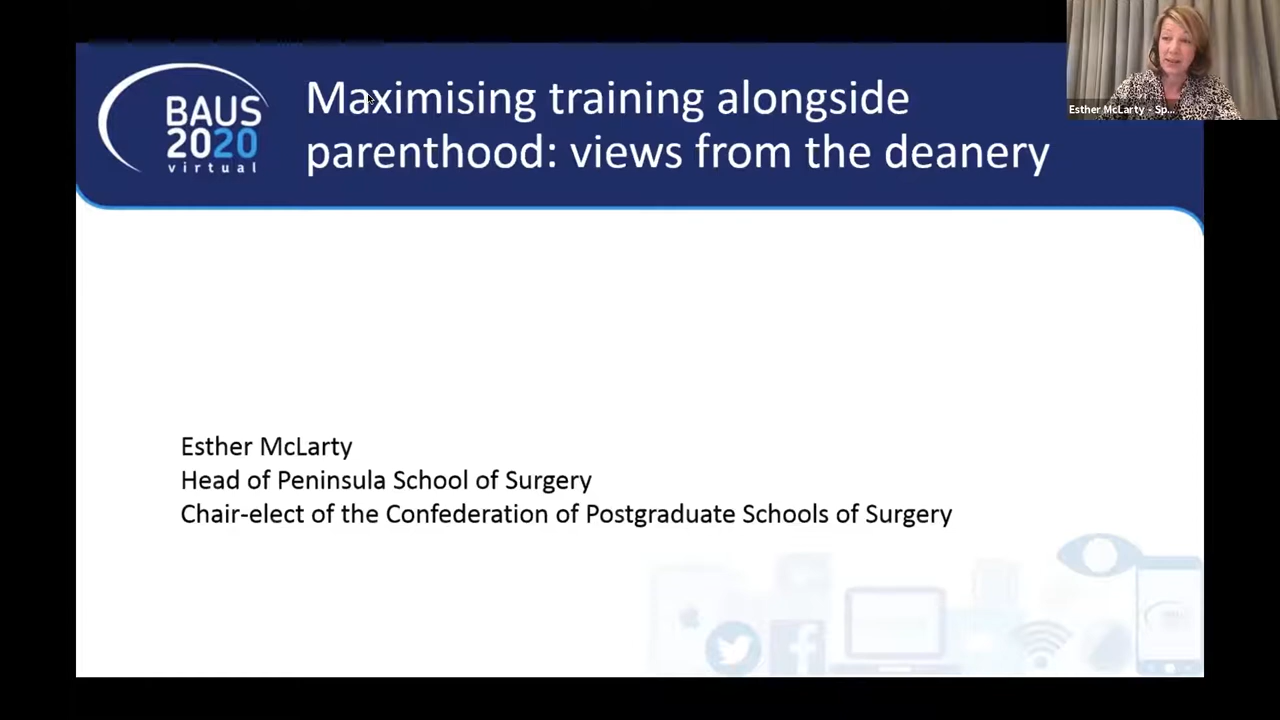 BAUS
2020
virtual
Maximising training alongside
parenthood: views from the deanery
Esther McLarty - Sp...
Esther McLarty
Head of Peninsula School of Surgery
Chair-elect of the Confederation of Postgraduate Schools of Surgery